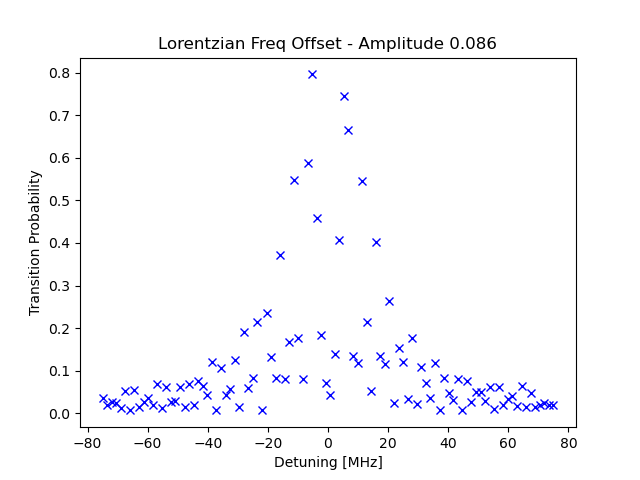 Lorentzian Freq Offset - Amplitude 0.086
Transition Probability
0.8
0.7
0.6
0.5
0.4
0.3
0.2
0.1
0.0
−80 −60 −40 −20 0 20 40 60 80
Detuning [MHz]